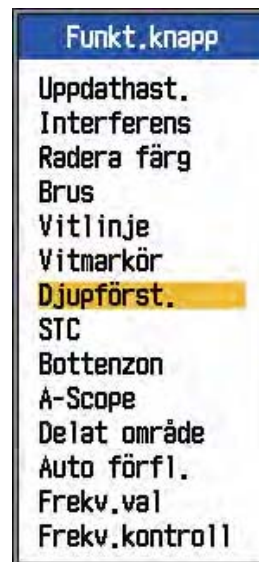 Funkt.knapp
Uppdathast.
Interferens
Radera färg
Brus
Vitlinje
Vitmarkör
Djupförst.
STC
Bottenzon
A-Scope
Delat område
Auto förfl.
Frekv.val
Frekv.kontroll